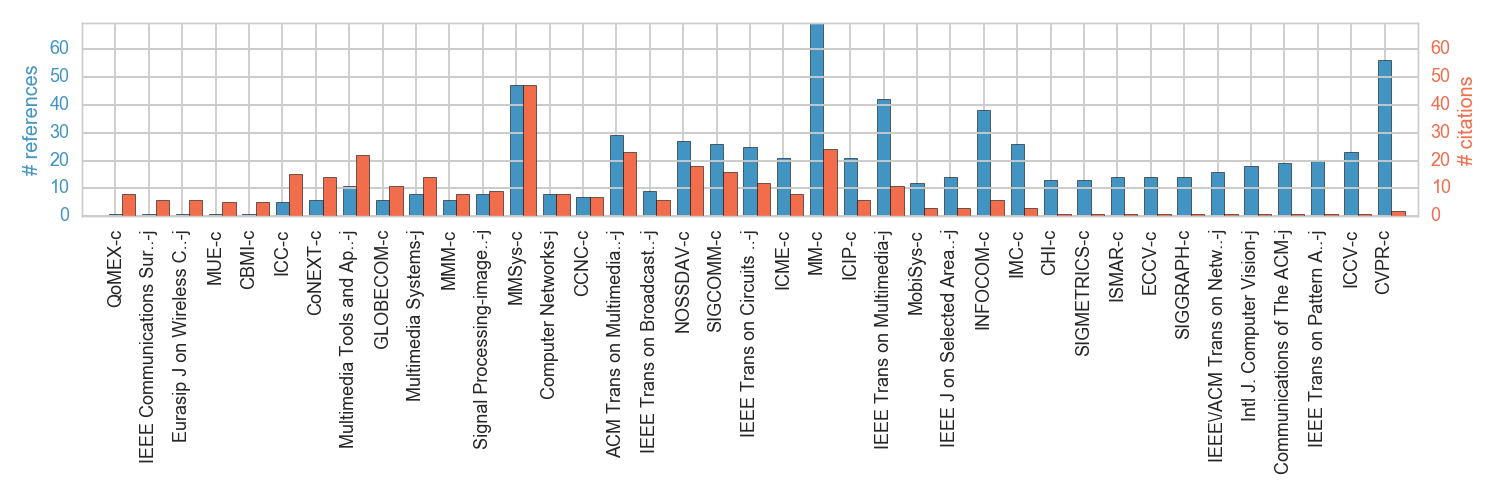 # references
60
50
40
30
20
10
0
60
50
40
30
20
10
0
# citations
QoMEX-c
IEEE Communications Sur..-j
Eurasip J on Wireless C..-j
MUE-c
CBMI-c
ICC-c
CoNEXT-c
Multimedia Tools and Ap..-j
GLOBECOM-c
Multimedia Systems-j
MMM-c
Signal Processing-image..-j
MMSys-c
Computer Networks-j
CCNC-c
ACM Trans on Multimedia..-j
IEEE Trans on Broadcast..-j
NOSSDAV-c
SIGCOMM-c
IEEE Trans on Circuits ..-j
ICME-c
MM-c
ICIP-c
IEEE Trans on Multimedia-j
MobiSys-c
IEEE J on Selected Area..-j
INFOCOM-c
IMC-c
CHI-c
SIGMETRICS-c
ISMAR-c
ECCV-c
SIGGRAPH-c
IEEEVACM Trans on Netw..-j
Intl J. Computer Vision-j
Communications of The ACM-j
IEEE Trans on Pattern A..-j
ICCV-c
CVPR-c